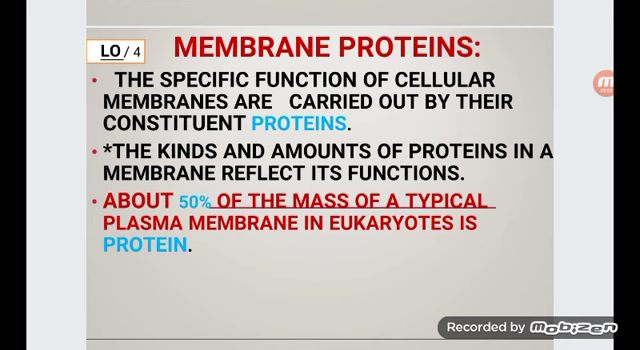 LO / 4
MEMBRANE PROTEINS:
• THE SPECIFIC FUNCTION OF CELLULAR
MEMBRANES ARE CARRIED OUT BY THEIR
CONSTITUENT PROTEINS.
• *THE KINDS AND AMOUNTS OF PROTEINS IN A
MEMBRANE REFLECT ITS FUNCTIONS.
• ABOUT 50% OF THE MASS OF A TYPICAL
PLASMA MEMBRANE IN EUKARYOTES IS
PROTEIN.
Recorded by Mobizen